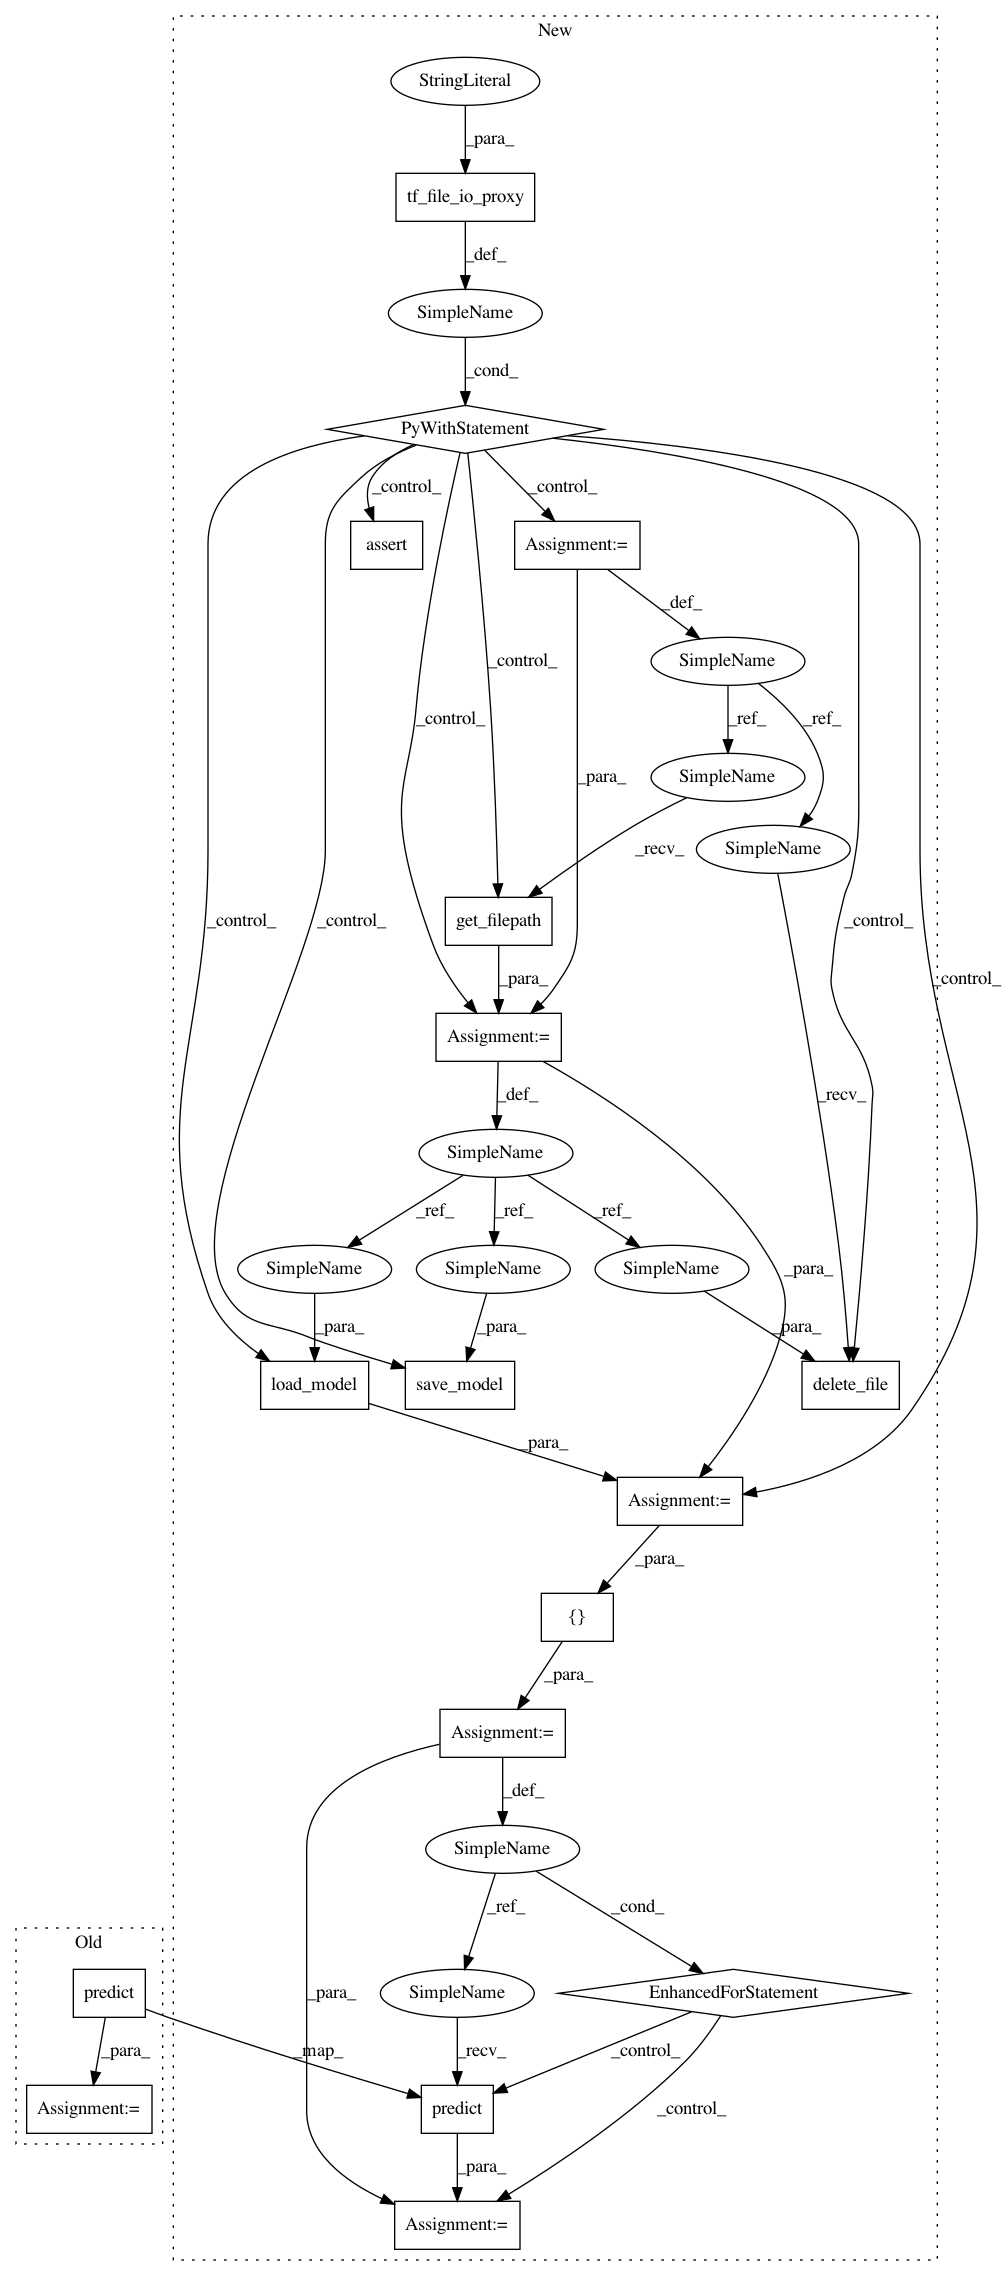 New
StringLiteral
_para_
tf_file_io_proxy
_def_
SimpleName
_cond_
PyWithStatement
_control_
_control_
assert
Assignment:=
_def_
SimpleName
_control_
_control_
_ref_
_ref_
_para_
SimpleName
SimpleName
_recv_
_control_
_control_
get_filepath
_control_
_para_
_control_
Assignment:=
_def_
_recv_
SimpleName
_ref_
_ref_
_ref_
SimpleName
SimpleName
SimpleName
_para_
_para_
_para_
_para_
load_model
save_model
delete_file
_para_
Assignment:=
_para_
{}
_para_
Assignment:=
_def_
SimpleName
_ref_
_cond_
Old
predict
_para_
SimpleName
EnhancedForStatement
_para_
_map_
_recv_
_control_
Assignment:=
predict
_control_
_para_
Assignment:=